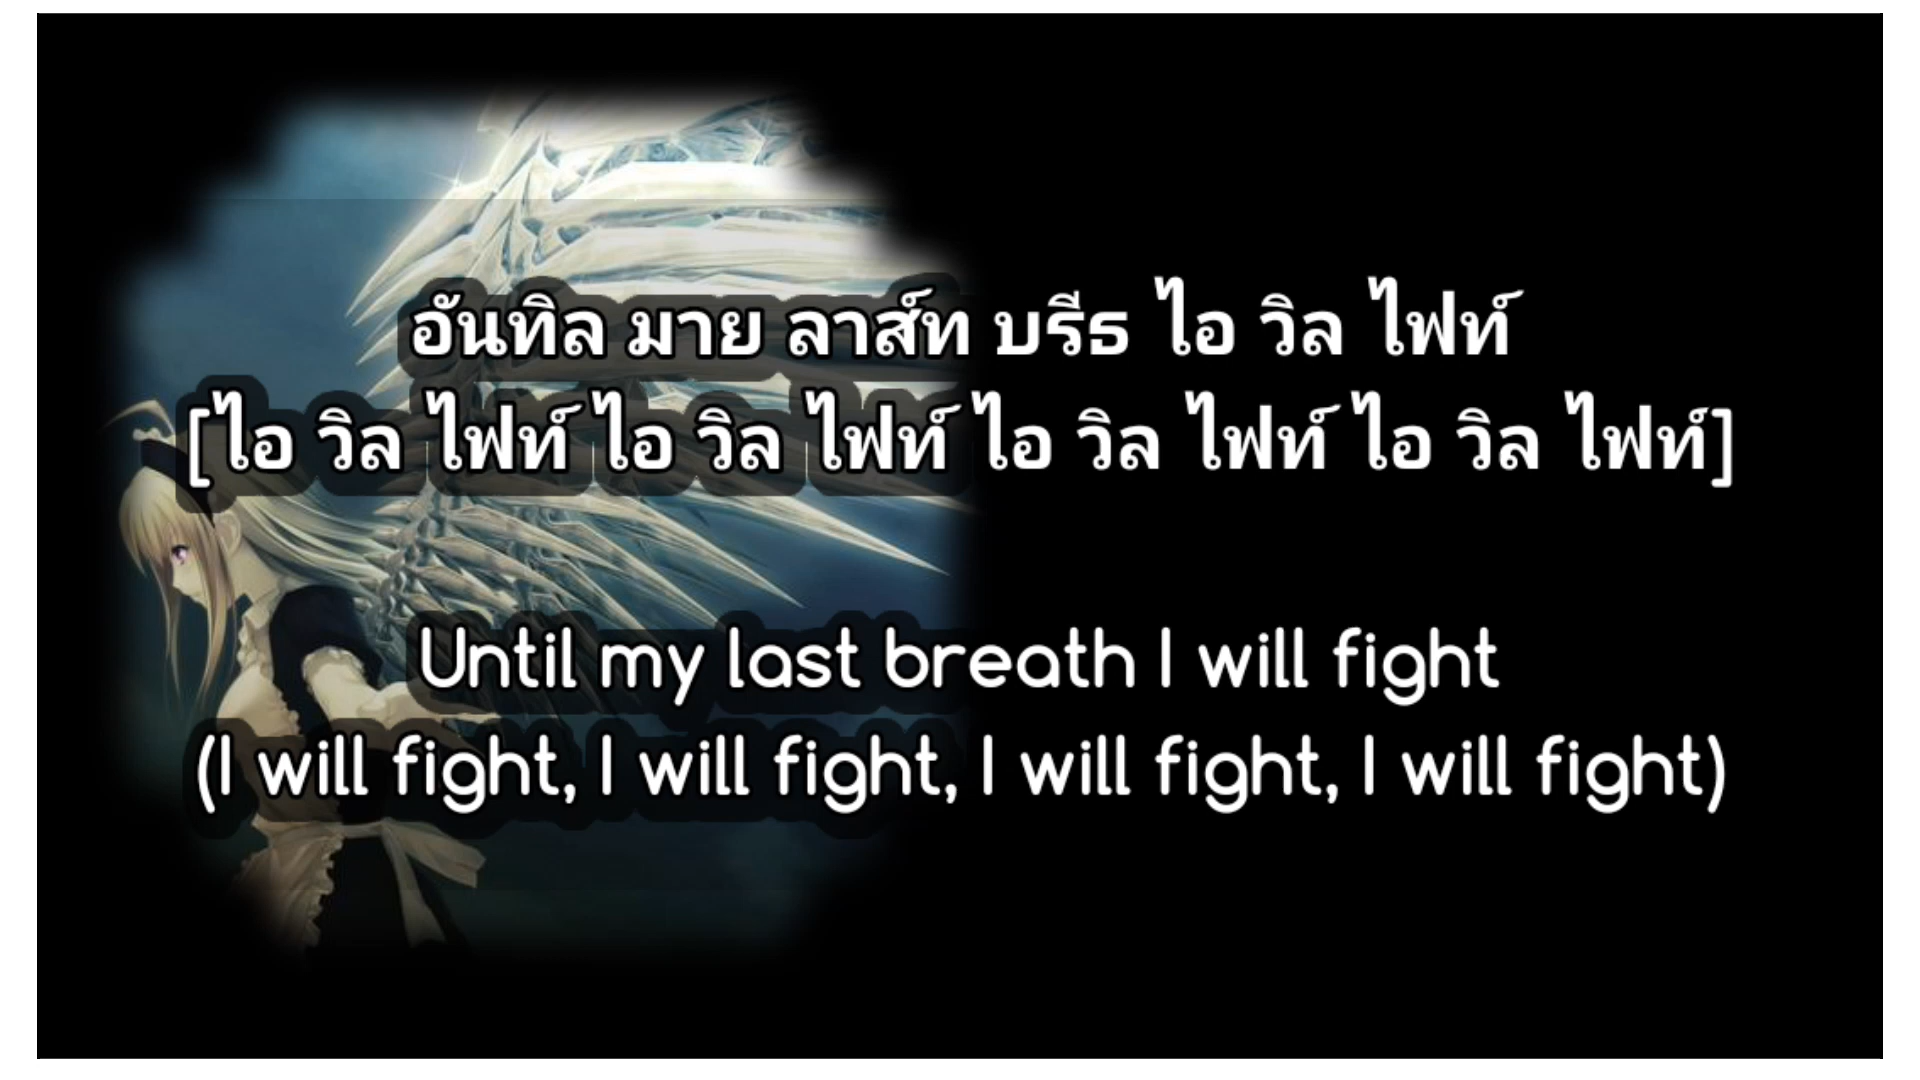 อันทิล มาย ลาส์ท บรีธ ไอ วิล ไฟท์
[ไอ วิล ไฟท์ ไอ วิล ไฟท์ ไอ วิล ไฟท์ ไอ วิล ไฟท์]
Until my last breath I will fight
(I will fight, I will fight, I will fight, I will fight)